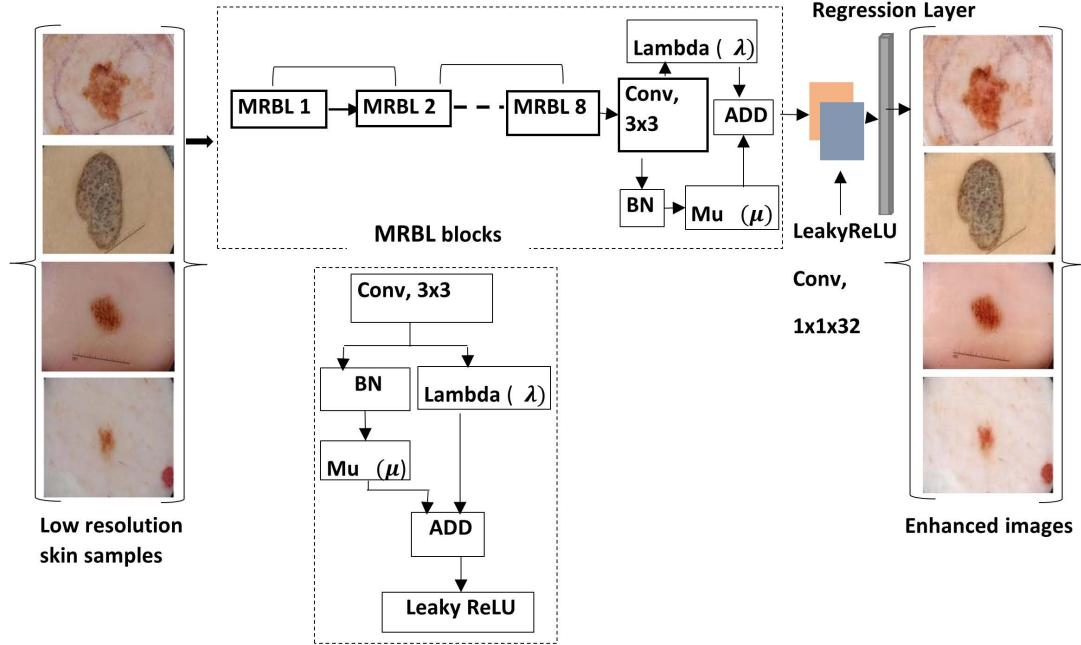 Regression Layer
Lambda ( λ)
MRBL 1
MRBL 2
MRBL 8
Conv,
3x3
ADD
BN
Mu (μ)
MRBL blocks
LeakyReLU
Conv,
1x1x32
Conv, 3x3
BN
Lambda ( λ)
Mu (μ)
ADD
Leaky ReLU
Low resolution
skin samples
Enhanced images